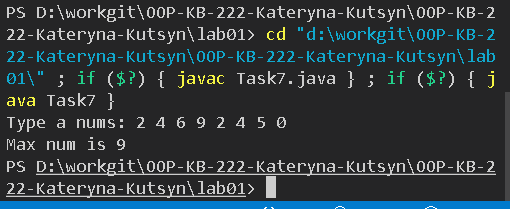 PS D:\workgit\OOP-KB-222-Kateryna-Kutsyn\OOP-KB-2
22-Kateryna-Kutsyn\lab01> cd "d:\workgit\OOP-KB-2
22-Kateryna-Kutsyn\OOP-KB-222-Kateryna-Kutsyn\lab
01\" ; if ($?) { javac Task7.java } ; if ($?) { j
ava Task7 }
Type a nums: 2 4 6 9 2 4 5 0
Max num is 9
PS D:\workgit\OOP-KB-222-Kateryna-Kutsyn\OOP-KB-2
22-Kateryna-Kutsyn\lab01>